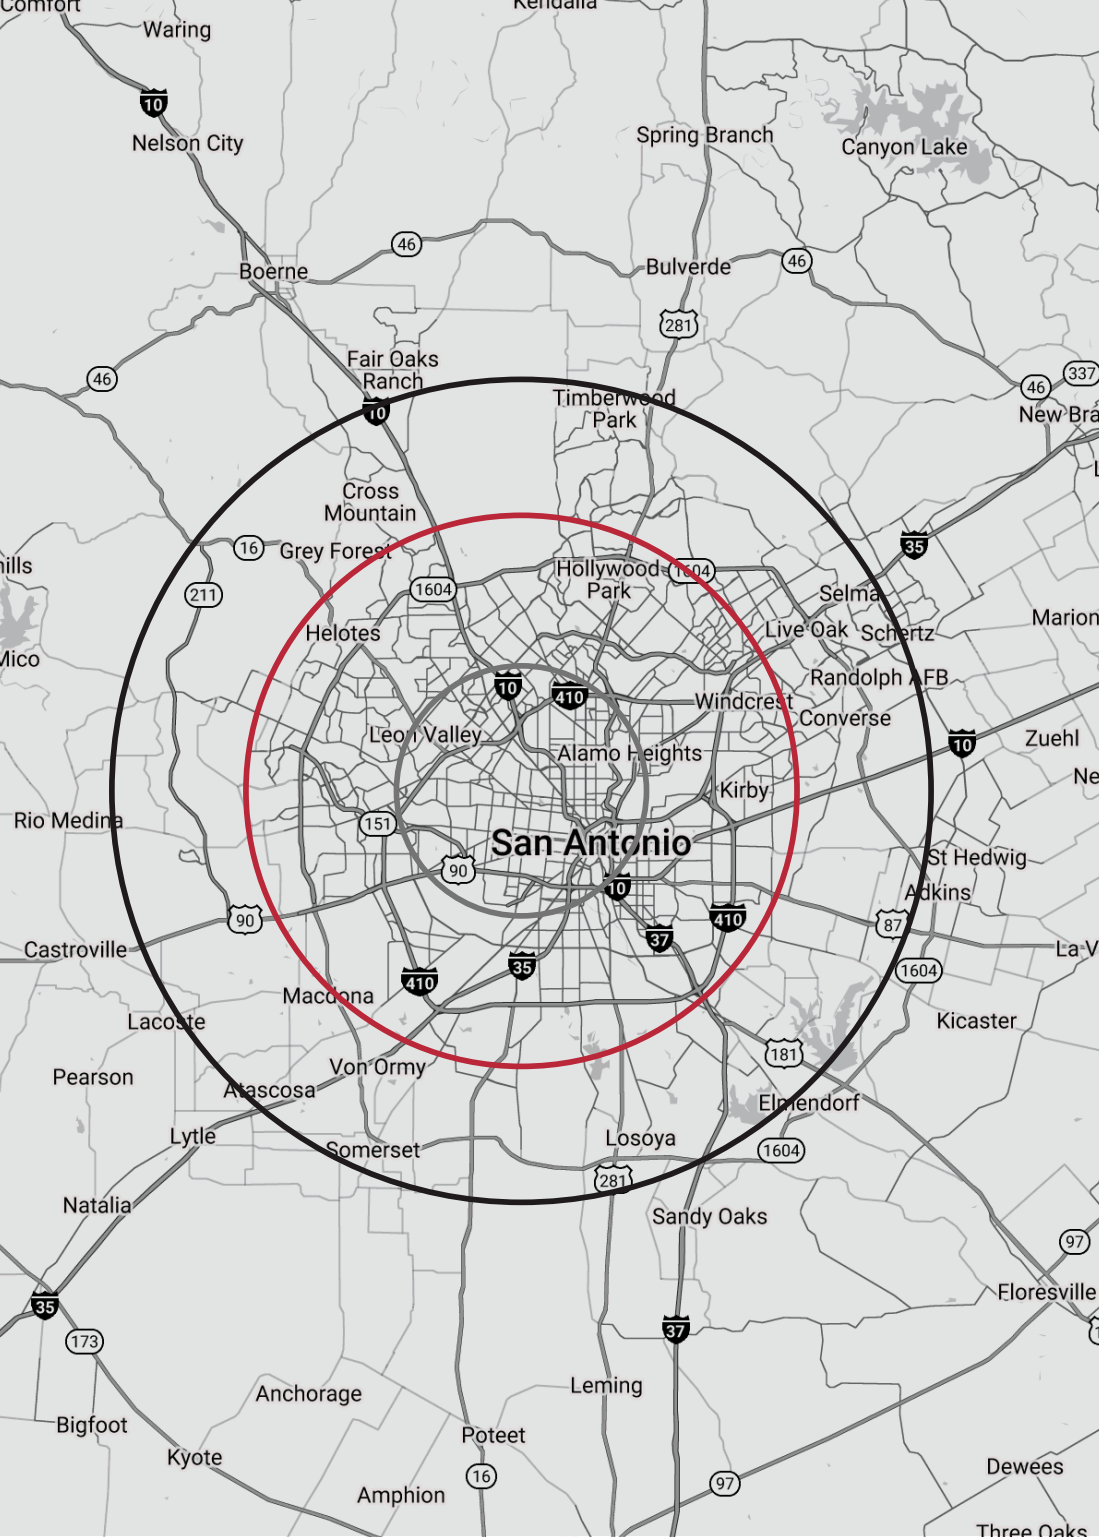 Comfort
Kendalia
Waring
10
Nelson City
Spring Branch
Canyon Lake
46
Boerne
Bulverde
46
281
Fair Oaks
Ranch
46
337
46
10
Timberwood
Park
New Bra
Cross
Mountain
35
16
Grey Forest
Hollywood
Park
1604
hills
1604
211
Selma
Marion
Helotes
Live Oak
Schertz
Mico
Randolph AFB
10
410
Windcrest
Converse
Leon Valley
Alamo Heights
10
Zuehl
Ne
Kirby
Rio Medina
151
San Antonio
90
St Hedwig
10
Adkins
90
410
87
37
Castroville
La V
35
410
1604
Macdona
Lacoste
Kicaster
181
Von Ormy
Pearson
Atascosa
Elmendorf
Lytle
Losoya
Somerset
1604
281
Natalia
Sandy Oaks
97
Floresville
35
37
1
173
Leming
Anchorage
Bigfoot
Poteet
Kyote
16
97
Dewees
Amphion
Three Oaks